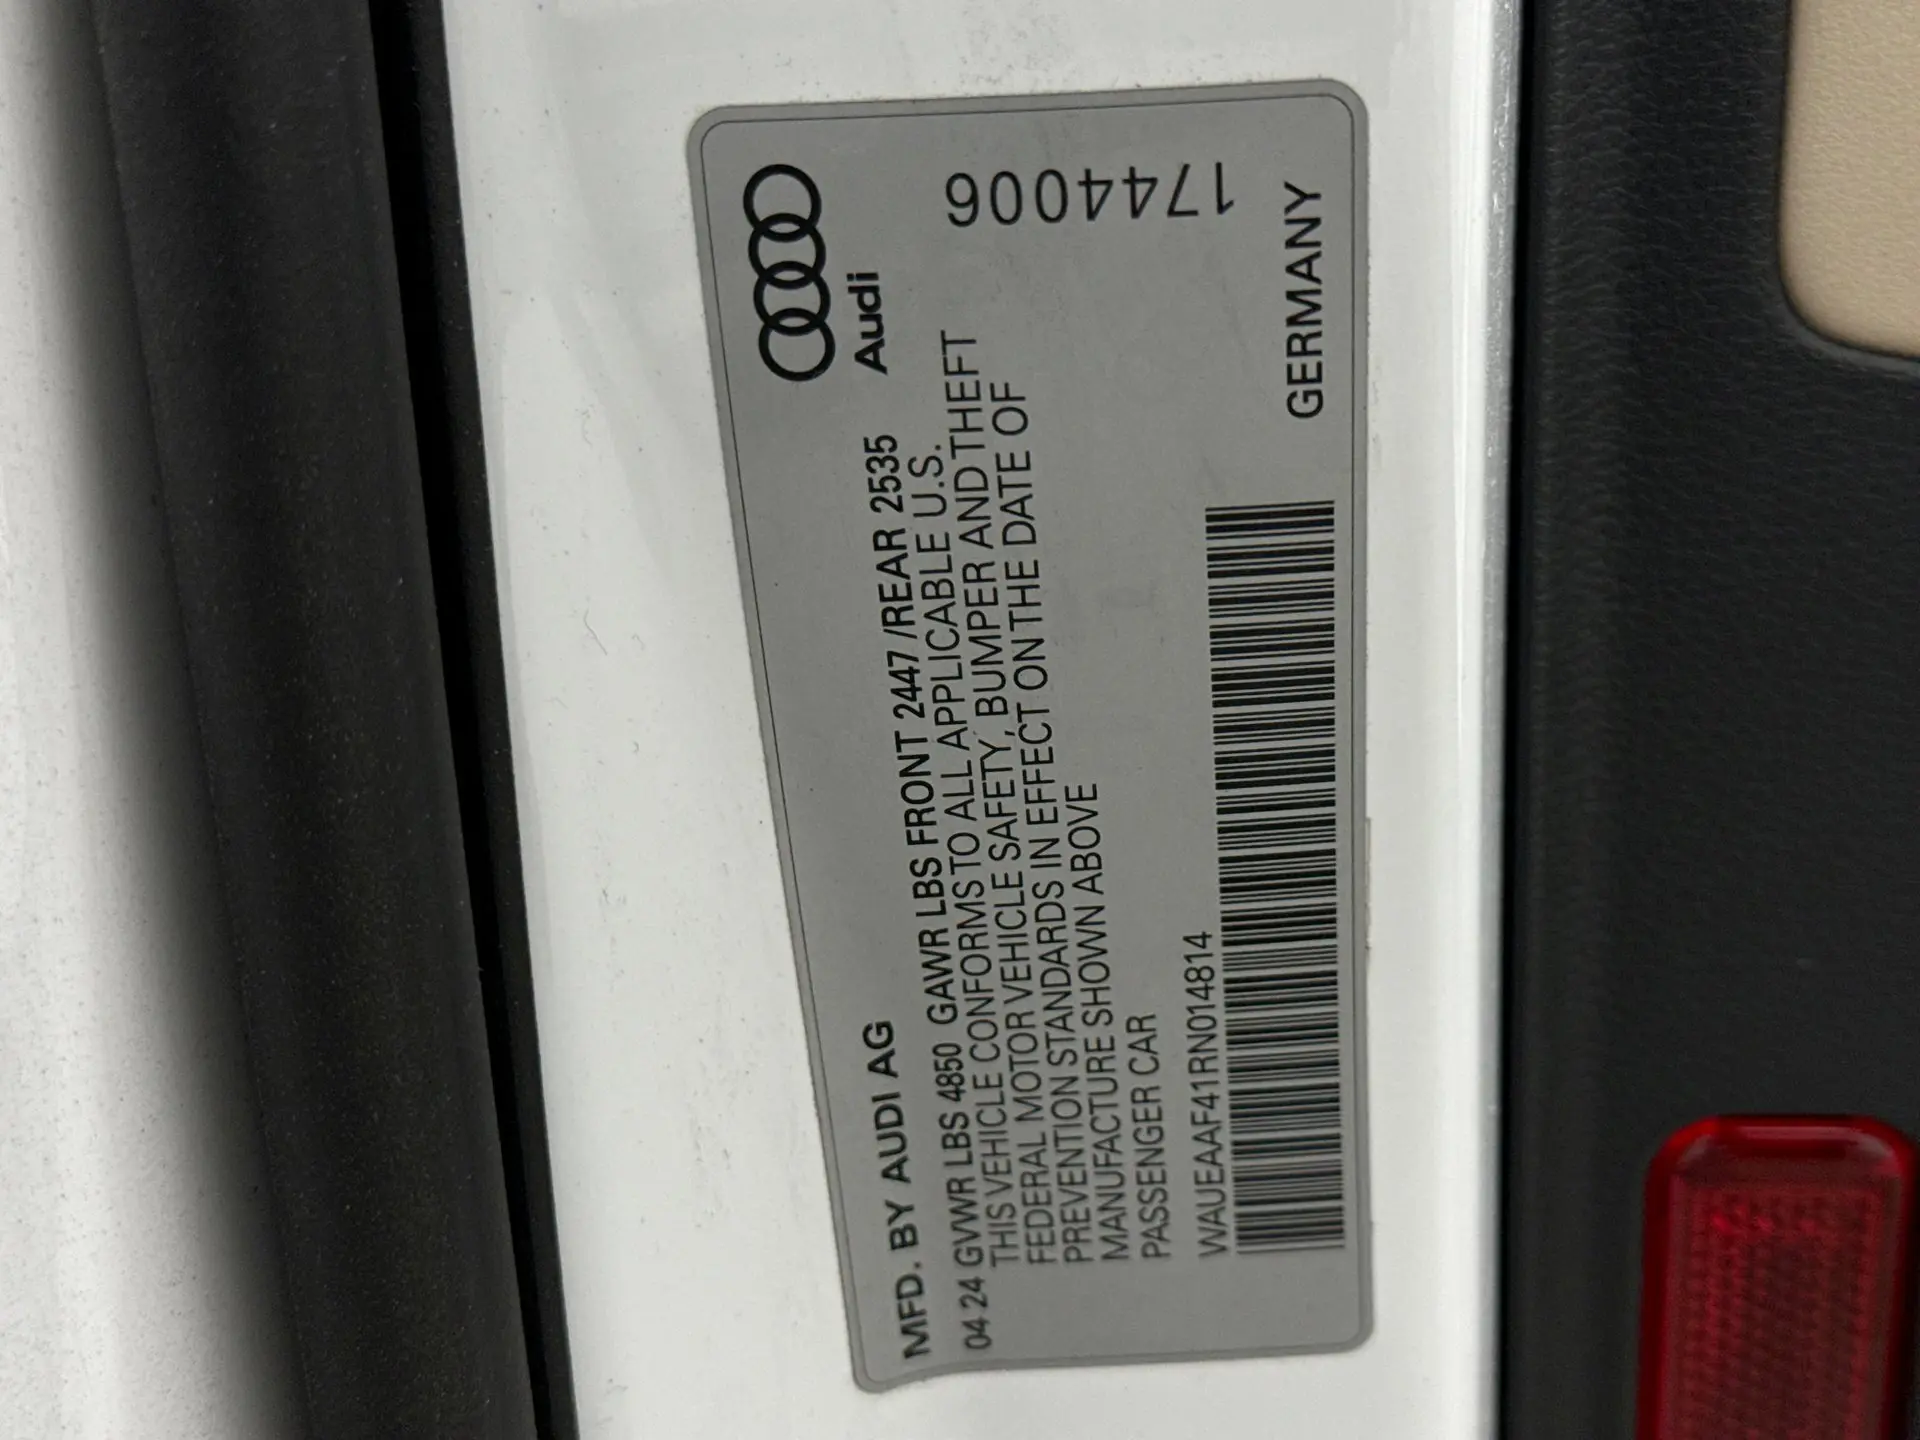 MFD. BY AUDI AG
Audi
04 24 GVWR LBS 4850 GAWR LBS FRONT 2447 /REAR 2535
THIS VEHICLE CONFORMS TO ALL APPLICABLE U.S.
FEDERAL MOTOR VEHICLE SAFETY, BUMPER AND THEFT
PREVENTION STANDARDS IN EFFECT ON THE DATE OF
MANUFACTURE SHOWN ABOVE
PASSENGER CAR
1744006
WAUEAAF41RN014814
GERMANY